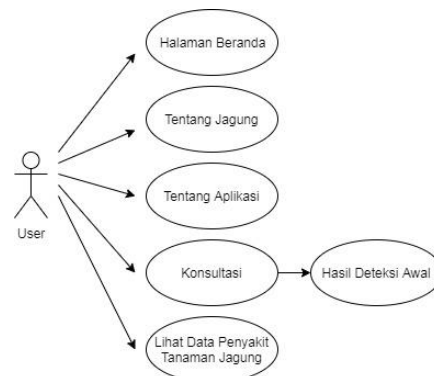 Halaman Beranda
Tentang Jagung
Tentang Aplikasi
User
Konsultasi
Hasil Deteksi Awal
Lihat Data Penyakit
Tanaman Jagung